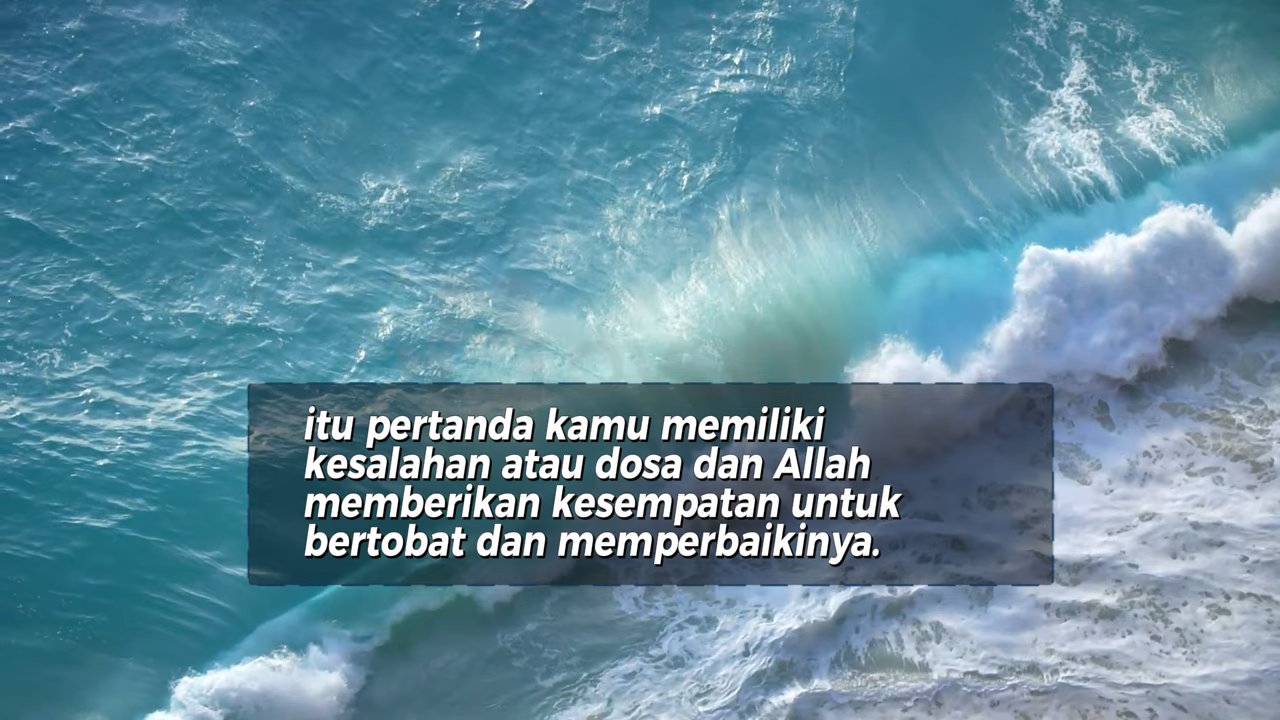 itu pertanda kamu memiliki
kesalahan atau dosa dan Allah
memberikan kesempatan untuk
bertobat dan memperbaikinya.